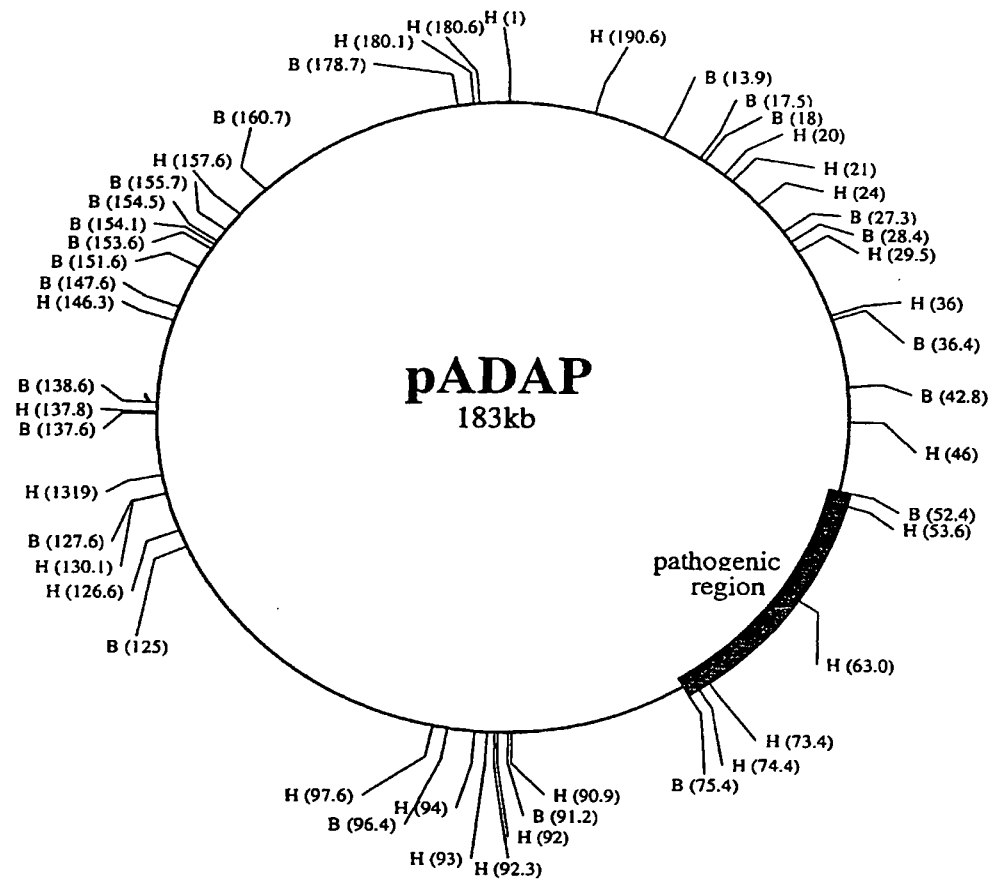 H (1)
H (190.6)
B (13.9)
B (17.5)
B (18)
H (20)
H (21)
H (24)
B (27.3)
B (28.4)
H (29.5)
H (36)
B (36.4)
B (42.8)
H (46)
B (52.4)
H (53.6)
H (63.0)
H (73.4)
H (74.4)
B (75.4)
H (90.9)
B (91.2)
H (92)
H (92.3)
H (93)
H (94)
B (96.4)
H (97.6)
B (125)
H (126.6)
H (130.1)
B (127.6)
H (1319)
B (137.6)
H (137.8)
B (138.6)
H (146.3)
B (147.6)
B (151.6)
B (153.6)
B (154.1)
B (154.5)
B (155.7)
H (157.6)
B (160.7)
B (178.7)
H (180.1)
H (180.6)
pADAP
183kb
pathogenic
region